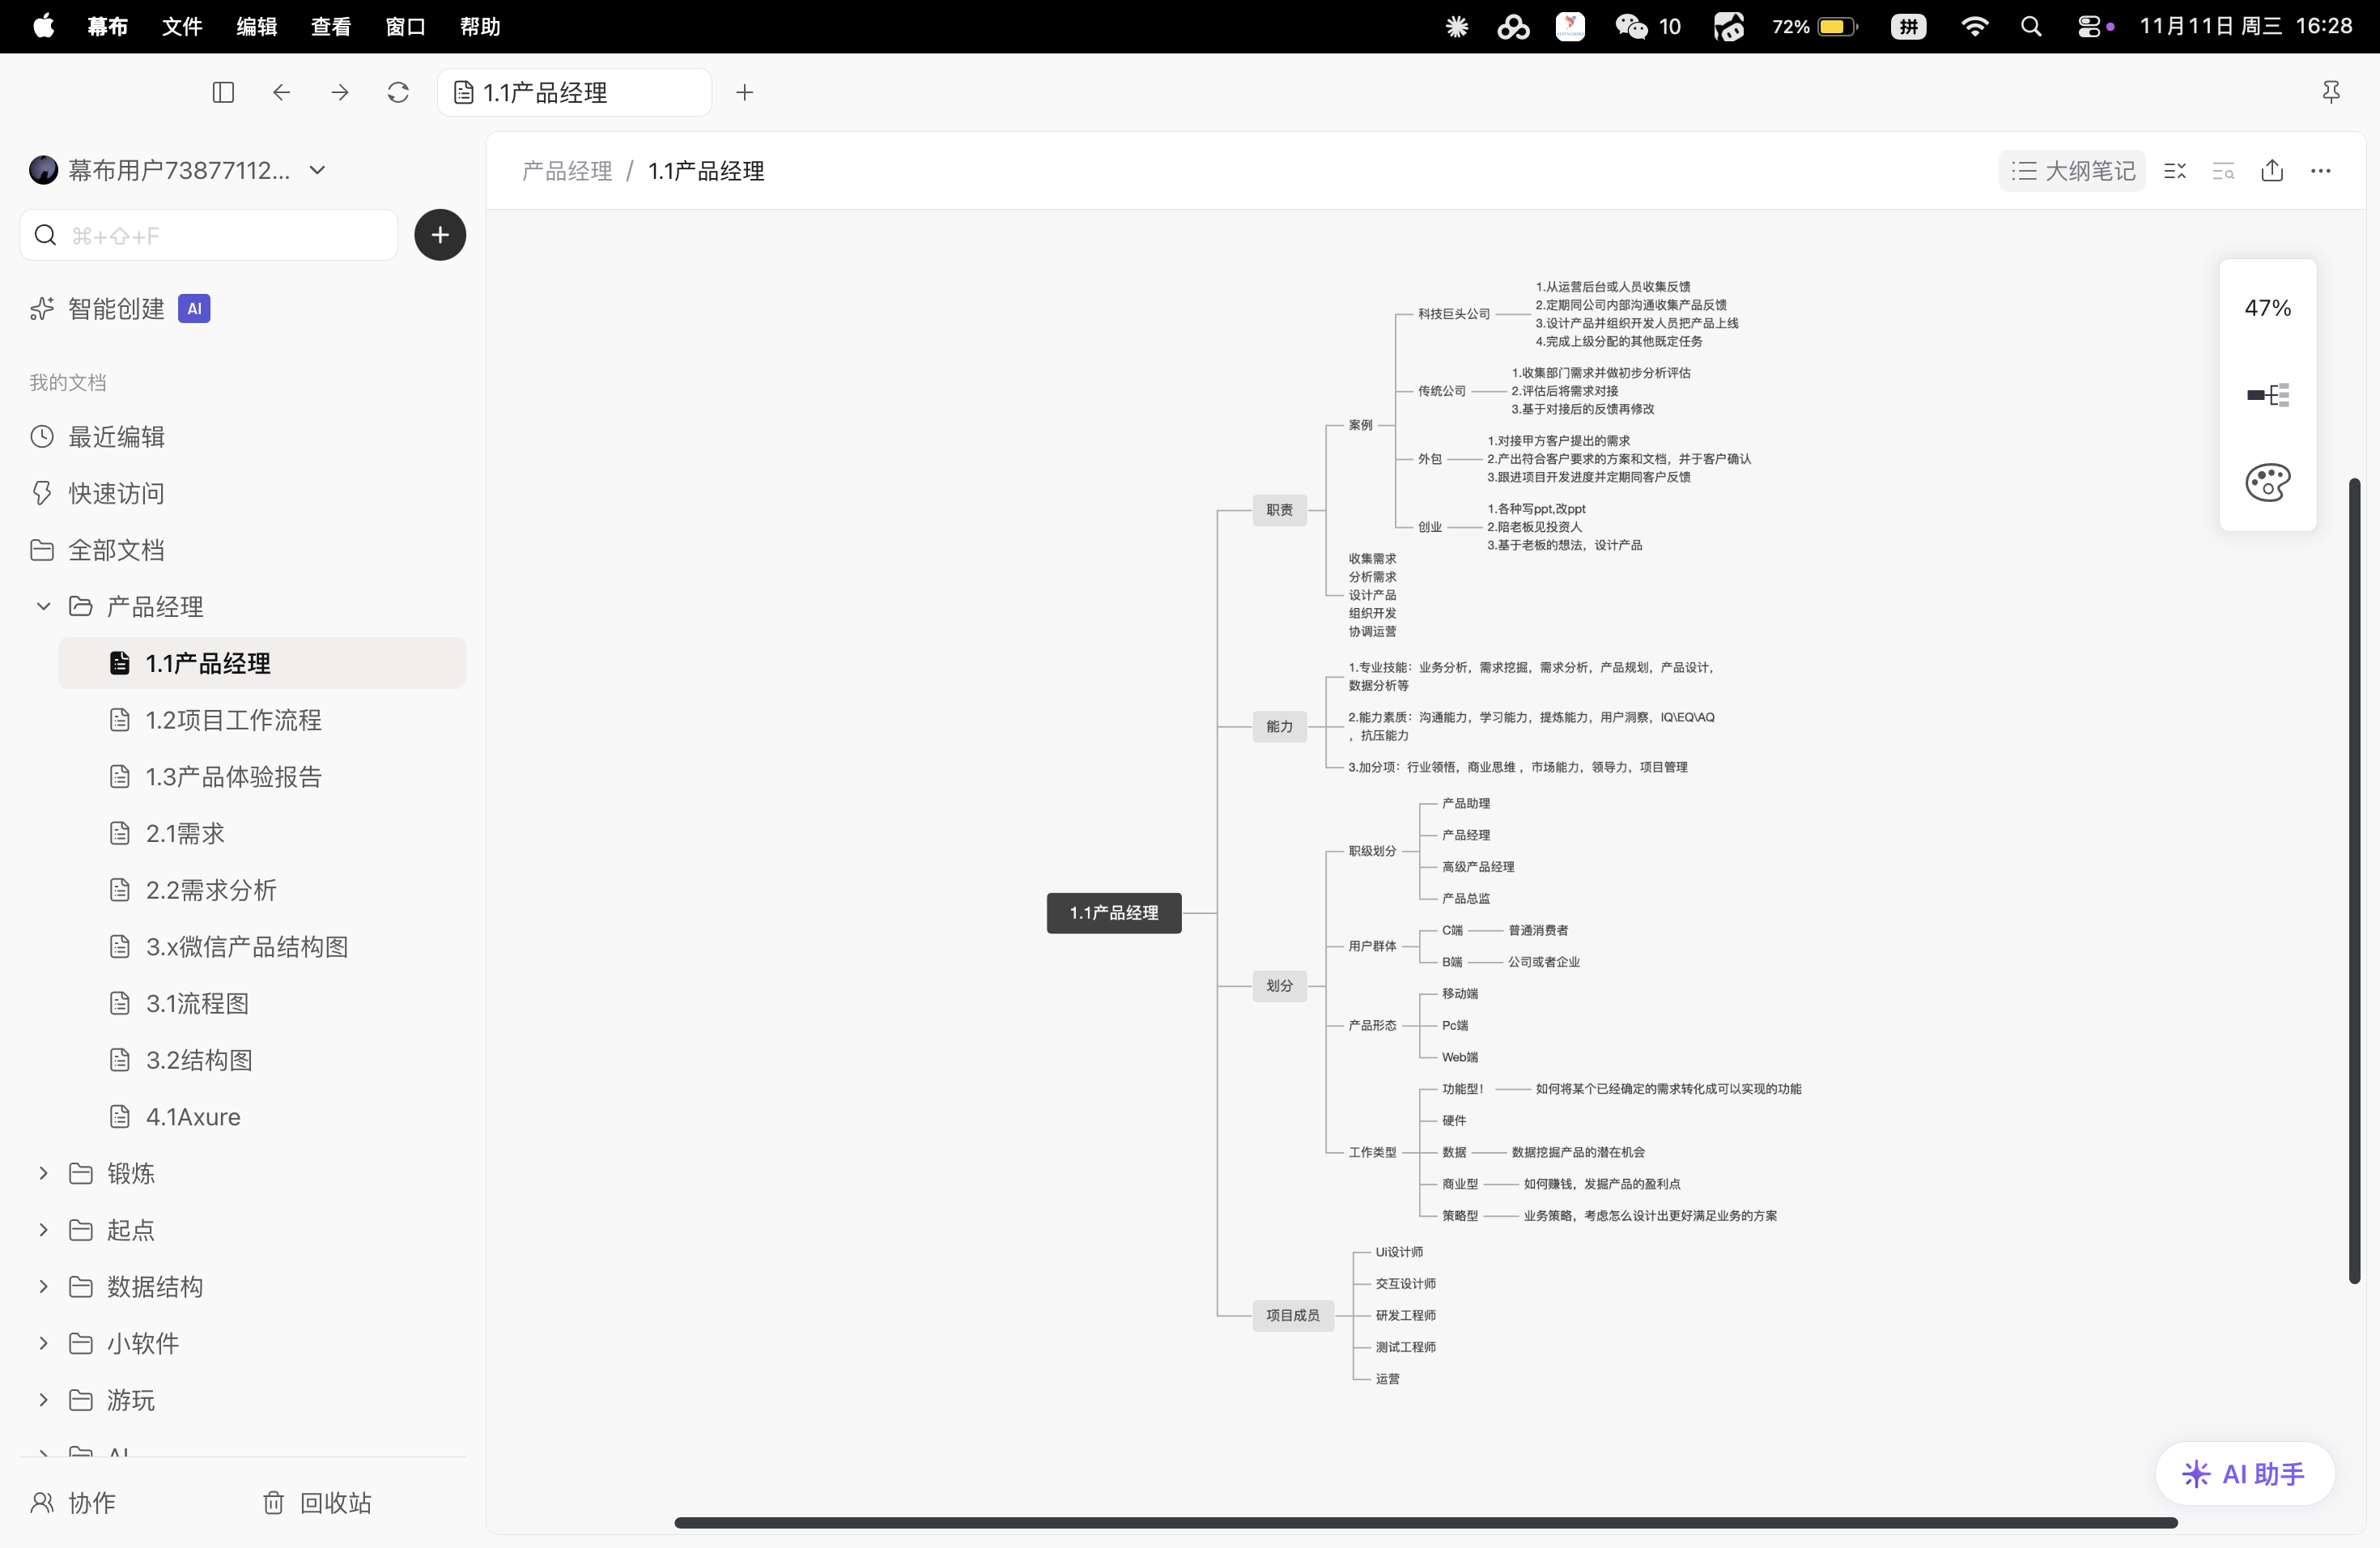 幕布 文件 编辑 查看 窗口 帮助 10 72% 拼 11月11日 周三 16:28
1.1产品经理
幕布用户73877112...
⌘+⇧+F
智能创建 AI
我的文档
最近编辑
快速访问
全部文档
产品经理
1.1产品经理
1.2项目工作流程
1.3产品体验报告
2.1需求
2.2需求分析
3.x微信产品结构图
3.1流程图
3.2结构图
4.1Axure
锻炼
起点
数据结构
小软件
游玩
AI
协作 回收站
产品经理 / 1.1产品经理
大纲笔记
47%
1.1产品经理
职责
案例
科技巨头公司
1.从运营后台或人员收集反馈
2.定期同公司内部沟通收集产品反馈
3.设计产品并组织开发人员把产品上线
4.完成上级分配的其他既定任务
传统公司
1.收集部门需求并做初步分析评估
2.评估后将需求对接
3.基于对接后的反馈再修改
外包
1.对接甲方客户提出的需求
2.产出符合客户要求的方案和文档，并于客户确认
3.跟进项目开发进度并定期同客户反馈
创业
1.各种写ppt,改ppt
2.陪老板见投资人
3.基于老板的想法，设计产品
收集需求
分析需求
设计产品
组织开发
协调运营
能力
1.专业技能：业务分析，需求挖掘，需求分析，产品规划，产品设计，
数据分析等
2.能力素质：沟通能力，学习能力，提炼能力，用户洞察，IQ\EQ\AQ
，抗压能力
3.加分项：行业领悟，商业思维 ，市场能力，领导力，项目管理
划分
职级划分
产品助理
产品经理
高级产品经理
产品总监
用户群体
C端 普通消费者
B端 公司或者企业
产品形态
移动端
Pc端
Web端
工作类型
功能型！ 如何将某个已经确定的需求转化成可以实现的功能
硬件
数据 数据挖掘产品的潜在机会
商业型 如何赚钱，发掘产品的盈利点
策略型 业务策略，考虑怎么设计出更好满足业务的方案
项目成员
Ui设计师
交互设计师
研发工程师
测试工程师
运营
AI 助手